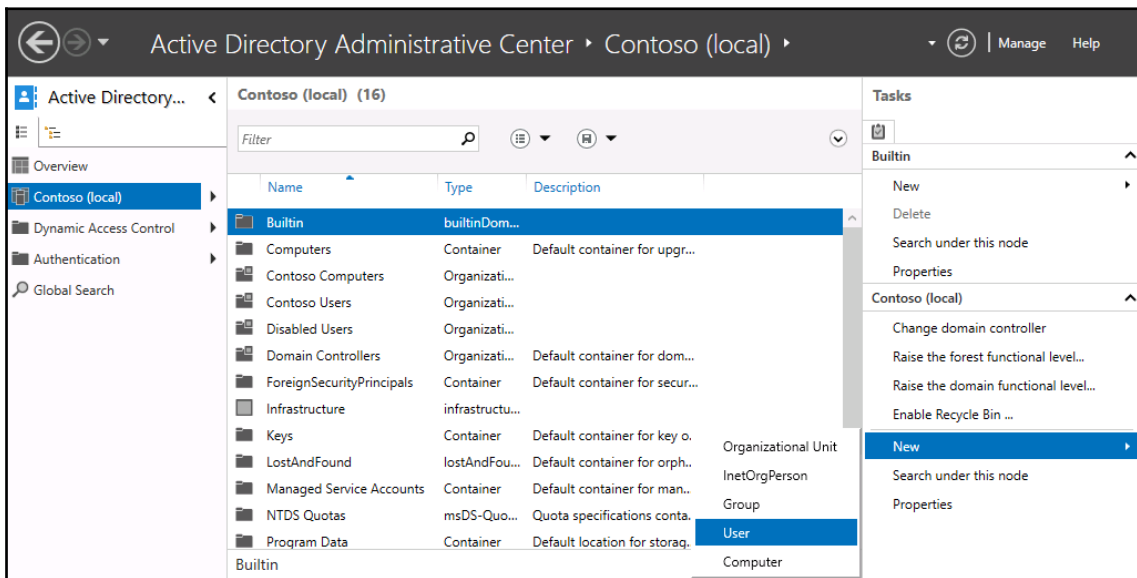 Active Directory Administrative Center ‣ Contoso (local) ‣
Manage
Help
Active Directory...
Overview
Contoso (local)
Dynamic Access Control
Authentication
Global Search
Contoso (local) (16)
Filter
Name Type Description
Builtin builtinDom...
Computers Container Default container for upgr...
Contoso Computers Organizati...
Contoso Users Organizati...
Disabled Users Organizati...
Domain Controllers Organizati... Default container for dom...
ForeignSecurityPrincipals Container Default container for secur...
Infrastructure infrastructu...
Keys Container Default container for key o.
LostAndFound lostAndFou... Default container for orph..
Managed Service Accounts Container Default container for man..
NTDS Quotas msDS-Quo... Quota specifications conta.
Program Data Container Default location for storag.
Builtin
Organizational Unit
InetOrgPerson
Group
User
Computer
Tasks
Builtin
New
Delete
Search under this node
Properties
Contoso (local)
Change domain controller
Raise the forest functional level...
Raise the domain functional level...
Enable Recycle Bin ...
New
Search under this node
Properties